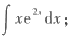 ∫ xe^{2x} dx;